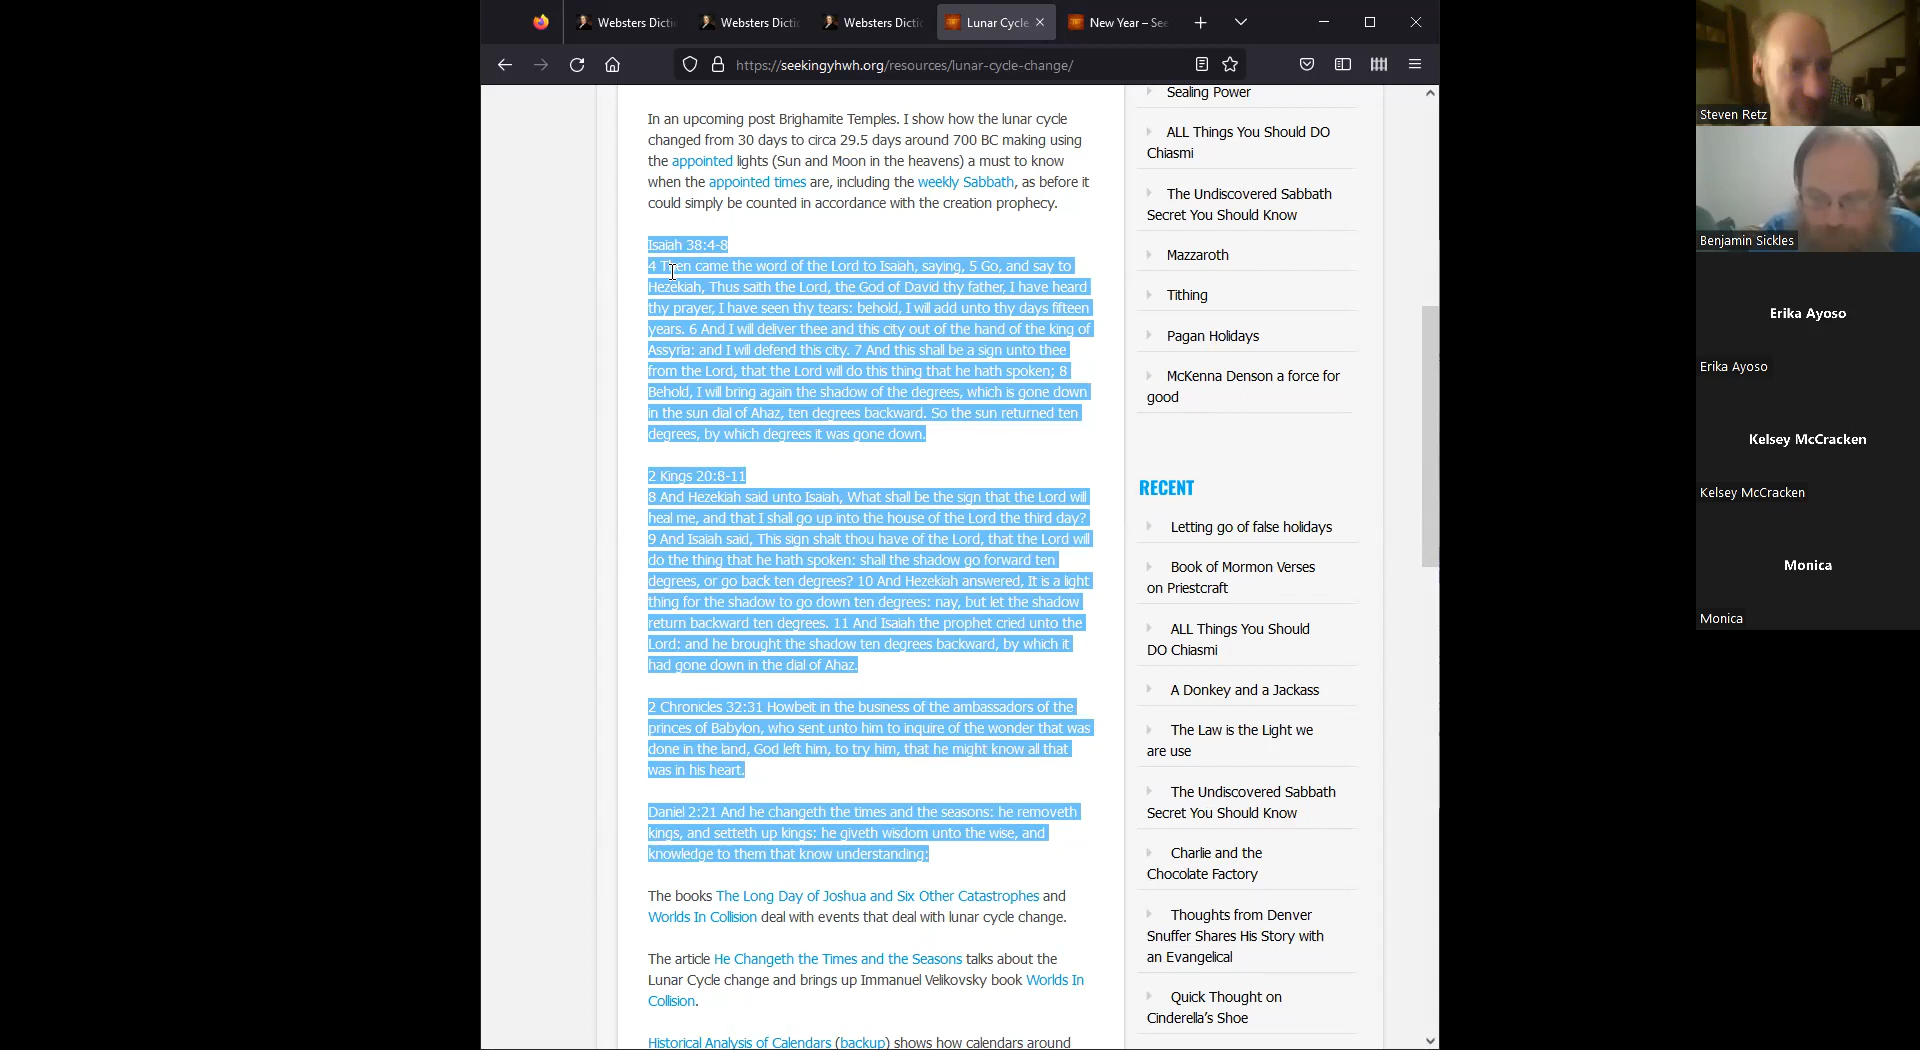 Websters Dictio
Websters Dictio
Websters Dictio
Lunar Cycle
New Year – See
https://seekingyhwh.org/resources/lunar-cycle-change/
In an upcoming post Brighamite Temples. I show how the lunar cycle
changed from 30 days to circa 29.5 days around 700 BC making using
the appointed lights (Sun and Moon in the heavens) a must to know
when the appointed times are, including the weekly Sabbath, as before it
could simply be counted in accordance with the creation prophecy.
Isaiah 38:4-8
4 Then came the word of the Lord to Isaiah, saying, 5 Go, and say to
Hezekiah, Thus saith the Lord, the God of David thy father, I have heard
thy prayer, I have seen thy tears: behold, I will add unto thy days fifteen
years. 6 And I will deliver thee and this city out of the hand of the king of
Assyria: and I will defend this city. 7 And this shall be a sign unto thee
from the Lord, that the Lord will do this thing that he hath spoken; 8
Behold, I will bring again the shadow of the degrees, which is gone down
in the sun dial of Ahaz, ten degrees backward. So the sun returned ten
degrees, by which degrees it was gone down.
2 Kings 20:8-11
8 And Hezekiah said unto Isaiah, What shall be the sign that the Lord will
heal me, and that I shall go up into the house of the Lord the third day?
9 And Isaiah said, This sign shalt thou have of the Lord, that the Lord will
do the thing that he hath spoken: shall the shadow go forward ten
degrees, or go back ten degrees? 10 And Hezekiah answered, It is a light
thing for the shadow to go down ten degrees: nay, but let the shadow
return backward ten degrees. 11 And Isaiah the prophet cried unto the
Lord: and he brought the shadow ten degrees backward, by which it
had gone down in the dial of Ahaz.
2 Chronicles 32:31 Howbeit in the business of the ambassadors of the
princes of Babylon, who sent unto him to inquire of the wonder that was
done in the land, God left him, to try him, that he might know all that
was in his heart.
Daniel 2:21 And he changeth the times and the seasons: he removeth
kings, and setteth up kings: he giveth wisdom unto the wise, and
knowledge to them that know understanding:
The books The Long Day of Joshua and Six Other Catastrophes and
Worlds In Collision deal with events that deal with lunar cycle change.
The article He Changeth the Times and the Seasons talks about the
Lunar Cycle change and brings up Immanuel Velikovsky book Worlds In
Collision.
Historical Analysis of Calendars (backup) shows how calendars around
Sealing Power
ALL Things You Should DO
Chiasmi
The Undiscovered Sabbath
Secret You Should Know
Mazzaroth
Tithing
Pagan Holidays
McKenna Denson a force for
good
RECENT
Letting go of false holidays
Book of Mormon Verses
on Priestcraft
ALL Things You Should
DO Chiasmi
A Donkey and a Jackass
The Law is the Light we
are use
The Undiscovered Sabbath
Secret You Should Know
Charlie and the
Chocolate Factory
Thoughts from Denver
Snuffer Shares His Story with
an Evangelical
Quick Thought on
Cinderella's Shoe
Steven Retz
Benjamin Sickles
Erika Ayoso
Erika Ayoso
Kelsey McCracken
Kelsey McCracken
Monica
Monica